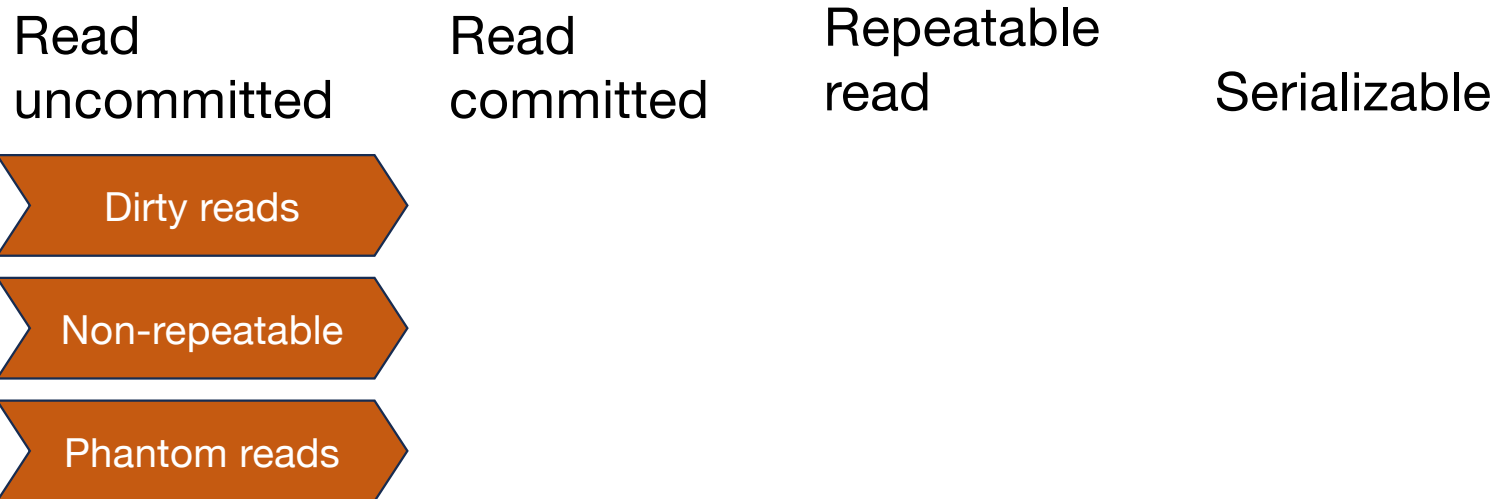 Read
uncommitted
Read
committed
Repeatable
read
Serializable
Dirty reads
Non-repeatable
Phantom reads